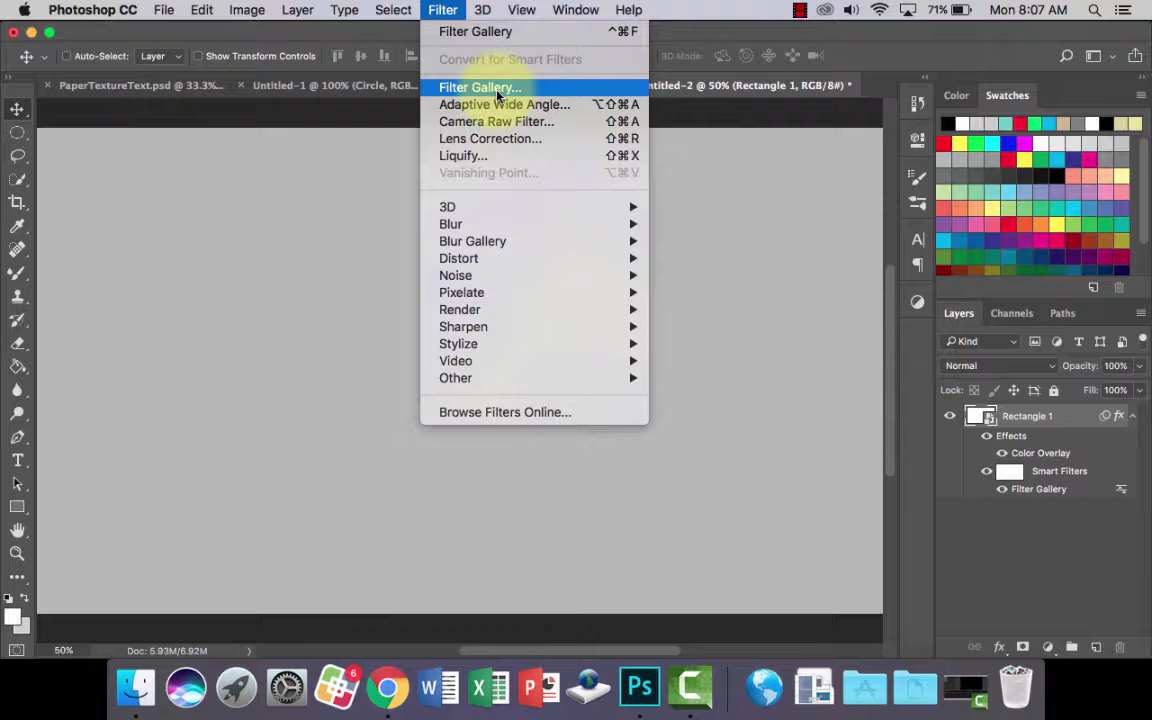 Photoshop CC File Edit Image Layer Type Select Filter 3D View Window Help 71% Mon 8:07 AM
Filter Gallery ^⌘F
Auto-Select: Layer Show Transform Controls 3D Mode:
Convert for Smart Filters
× PaperTextureText.psd @ 33.3%... × Untitled-1 @ 100% (Circle, RGB... ntitled-2 @ 50% (Rectangle 1, RGB/8#) *
Filter Gallery...
Adaptive Wide Angle... ⌥⇧⌘A
Camera Raw Filter... ⇧⌘A
Lens Correction... ⇧⌘R
Liquify... ⇧⌘X
Vanishing Point... ⌥⌘V
3D
Blur
Blur Gallery
Distort
Noise
Pixelate
Render
Sharpen
Stylize
Video
Other
Browse Filters Online...
Color Swatches
Layers Channels Paths
Kind
Normal Opacity: 100%
Lock: Fill: 100%
Rectangle 1 fx
Effects
Color Overlay
Smart Filters
Filter Gallery
50% Doc: 5.93M/6.92M
fx
6
W X P Ps C